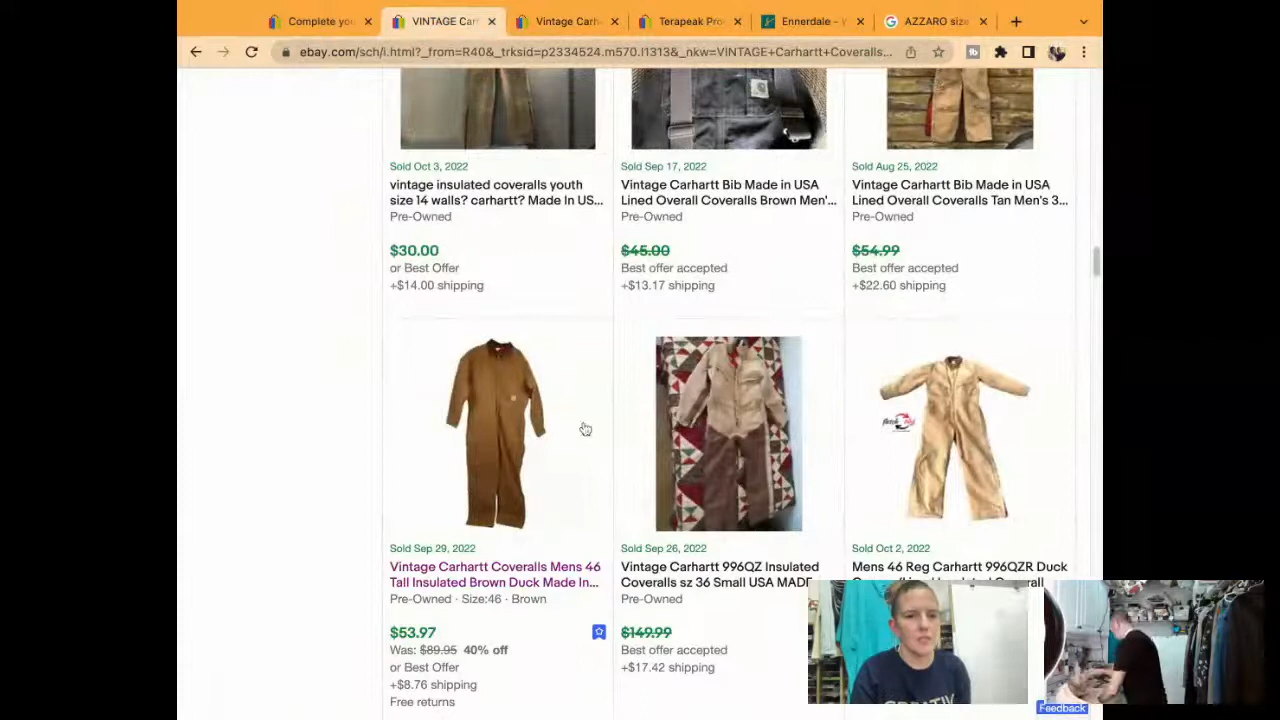 Complete yo
VINTAGE Car
Vintage Carh
Terapeak Pro
Ennerdale -
AZZARO size
ebay.com/sch/i.html?_from=R40&_trksid=p2334524.m570.l1313&_nkw=VINTAGE+Carhartt+Coveralls...
Sold Oct 3, 2022
vintage insulated coveralls youth
size 14 walls? carhartt? Made In US...
Pre-Owned
$30.00
or Best Offer
+$14.00 shipping
Sold Sep 17, 2022
Vintage Carhartt Bib Made in USA
Lined Overall Coveralls Brown Men'...
Pre-Owned
$45.00
Best offer accepted
+$13.17 shipping
Sold Aug 25, 2022
Vintage Carhartt Bib Made in USA
Lined Overall Coveralls Tan Men's 3...
Pre-Owned
$54.99
Best offer accepted
+$22.60 shipping
Sold Sep 29, 2022
Vintage Carhartt Coveralls Mens 46
Tall Insulated Brown Duck Made In...
Pre-Owned · Size:46 · Brown
$53.97
Was: $89.95 40% off
or Best Offer
+$8.76 shipping
Free returns
Sold Sep 26, 2022
Vintage Carhartt 996QZ Insulated
Coveralls sz 36 Small USA MADE
Pre-Owned
$149.99
Best offer accepted
+$17.42 shipping
Sold Oct 2, 2022
Mens 46 Reg Carhartt 996QZR Duck
Feedback